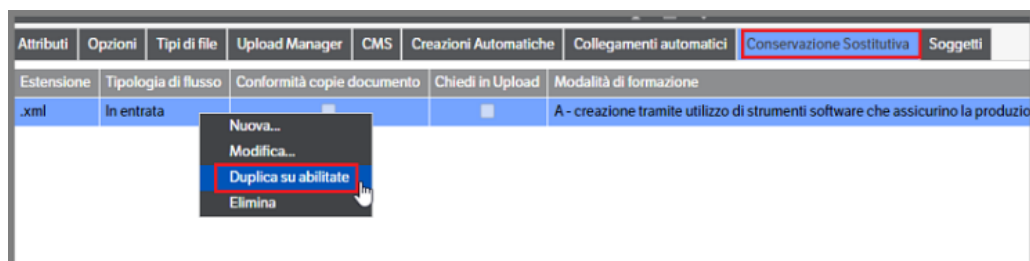 Attributi Opzioni Tipi di file Upload Manager CMS Creazioni Automatiche Collegamenti automatici Conservazione Sostitutiva Soggetti
Estensione Tipologia di flusso Conformità copie documento Chiedi in Upload Modalità di formazione
.xml In entrata A - creazione tramite utilizzo di strumenti software che assicurino la produzio
Nuova...
Modifica...
Duplica su abilitate
Elimina